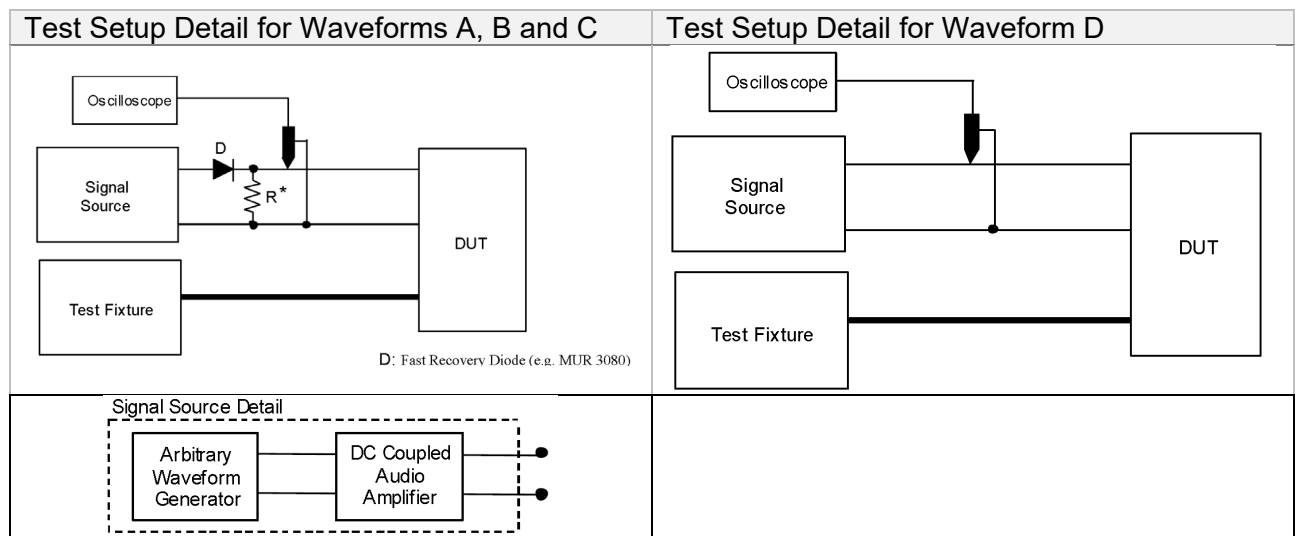 Test Setup Detail for Waveforms A, B and C
Oscilloscope
D
R*
Signal
Source
DUT
Test Fixture
D: Fast Recovery Diode (e.g. MUR 3080)
Test Setup Detail for Waveform D
Oscilloscope
Signal
Source
DUT
Test Fixture
Signal Source Detail
Arbitrary
Waveform
Generator
DC Coupled
Audio
Amplifier